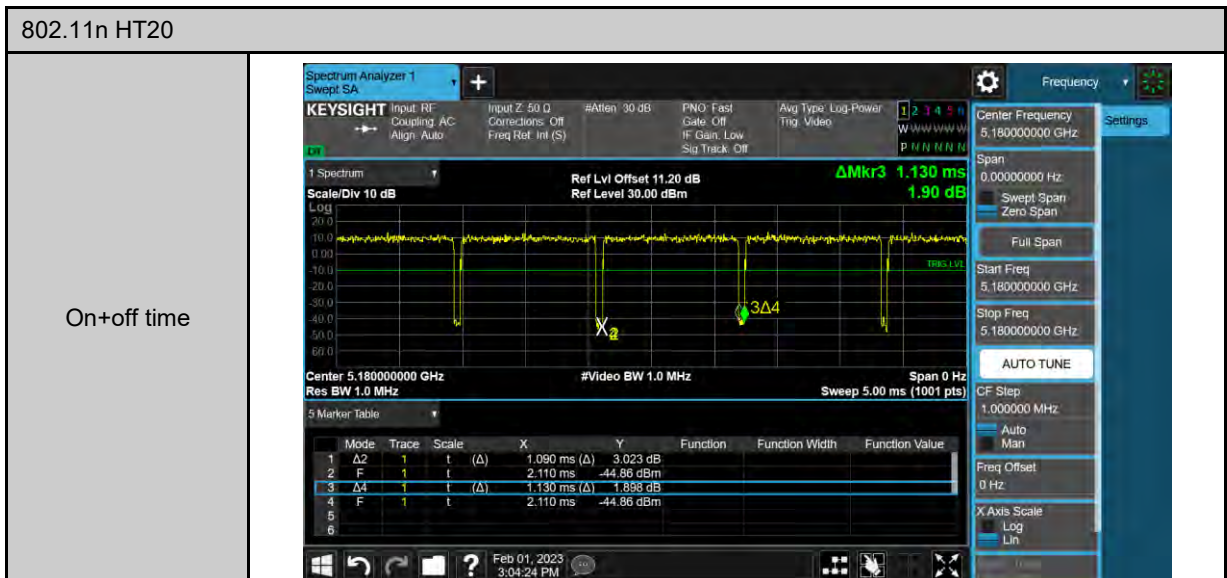 802.11n HT20
On+off time
Spectrum Analyzer 1
Swept SA
Frequency
KEYSIGHT
Input: RF
Coupling: AC
Align: Auto
Input Z: 50 Ω
Corrections: Off
Freq Ref: Int (S)
#Atten: 30 dB
PNO: Fast
Gate: Off
IF Gain: Low
Sig Track: Off
Avg Type: Log-Power
Trig: Video
1 2 3 4 5 6
W W W W W W
P N N N N N
Center Frequency
5.180000000 GHz
Settings
Span
0.00000000 Hz
Swept Span
Zero Span
Full Span
Start Freq
5.180000000 GHz
Stop Freq
5.180000000 GHz
AUTO TUNE
CF Step
1.000000 MHz
Auto
Man
Freq Offset
0 Hz
X Axis Scale
Log
Lin
1 Spectrum
Scale/Div 10 dB
Ref Lvl Offset 11.20 dB
Ref Level 30.00 dBm
ΔMkr3 1.130 ms
1.90 dB
Log
20.0
10.0
0.00
-10.0
-20.0
-30.0
-40.0
-50.0
-60.0
TRIG LVL
3Δ4
Center 5.180000000 GHz
Res BW 1.0 MHz
#Video BW 1.0 MHz
Span 0 Hz
Sweep 5.00 ms (1001 pts)
5 Marker Table
Mode Trace Scale X Y Function Function Width Function Value
1 Δ2 1 t (Δ) 1.090 ms (Δ) 3.023 dB
2 F 1 t 2.110 ms -44.86 dBm
3 Δ4 1 t (Δ) 1.130 ms (Δ) 1.898 dB
4 F 1 t 2.110 ms -44.86 dBm
5
6
Feb 01, 2023
3:04:24 PM